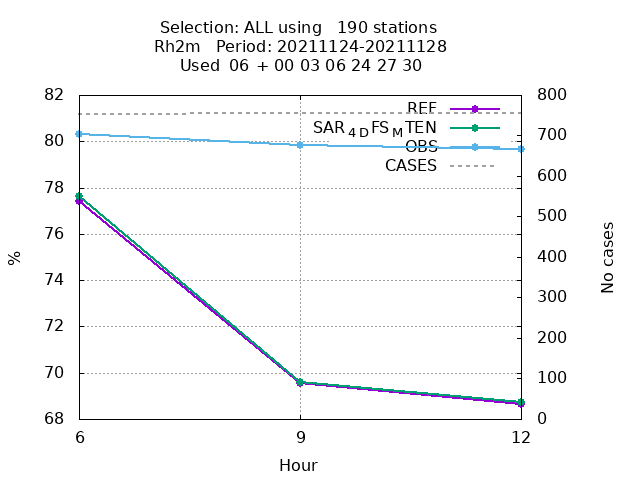 Selection: ALL using   190 stations
Rh2m   Period: 20211124-20211128
Used  06 + 00 03 06 24 27 30
82
80
78
76
74
72
70
68
800
700
600
500
400
300
200
100
0
REF
SAR4DFSMTEN
OBS
CASES
%
No cases
6
9
12
Hour